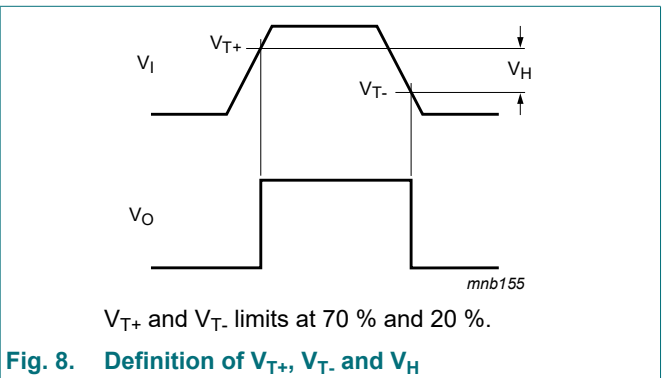 V_T+
V_I
V_H
V_T-
V_O
mnb155
V_T+ and V_T- limits at 70 % and 20 %.
Fig. 8. Definition of V_T+, V_T- and V_H